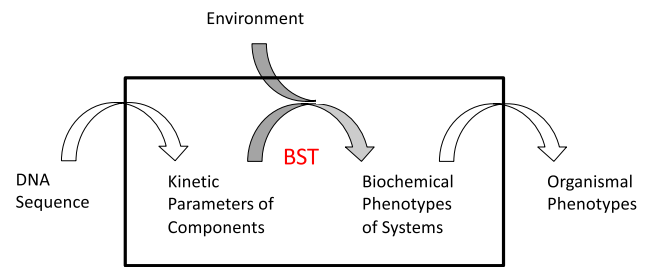 Environment
BST
DNA
Sequence
Kinetic
Parameters of
Components
Biochemical
Phenotypes
of Systems
Organismal
Phenotypes